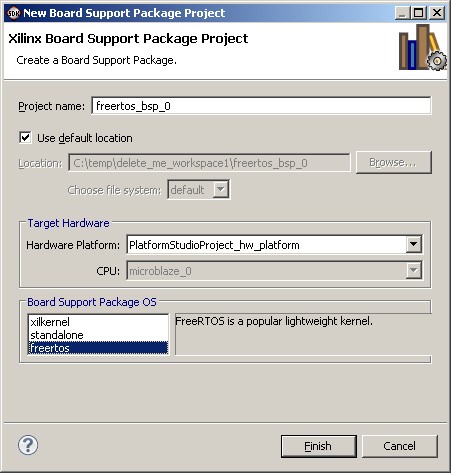 New Board Support Package Project
Xilinx Board Support Package Project
Create a Board Support Package.
Project name: freertos_bsp_0
Use default location
Location: C:\temp\delete_me_workspace1\freertos_bsp_0 Browse...
Choose file system: default
Target Hardware
Hardware Platform: PlatformStudioProject_hw_platform
CPU: microblaze_0
Board Support Package OS
xilkernel
standalone
freertos
FreeRTOS is a popular lightweight kernel.
? Finish Cancel